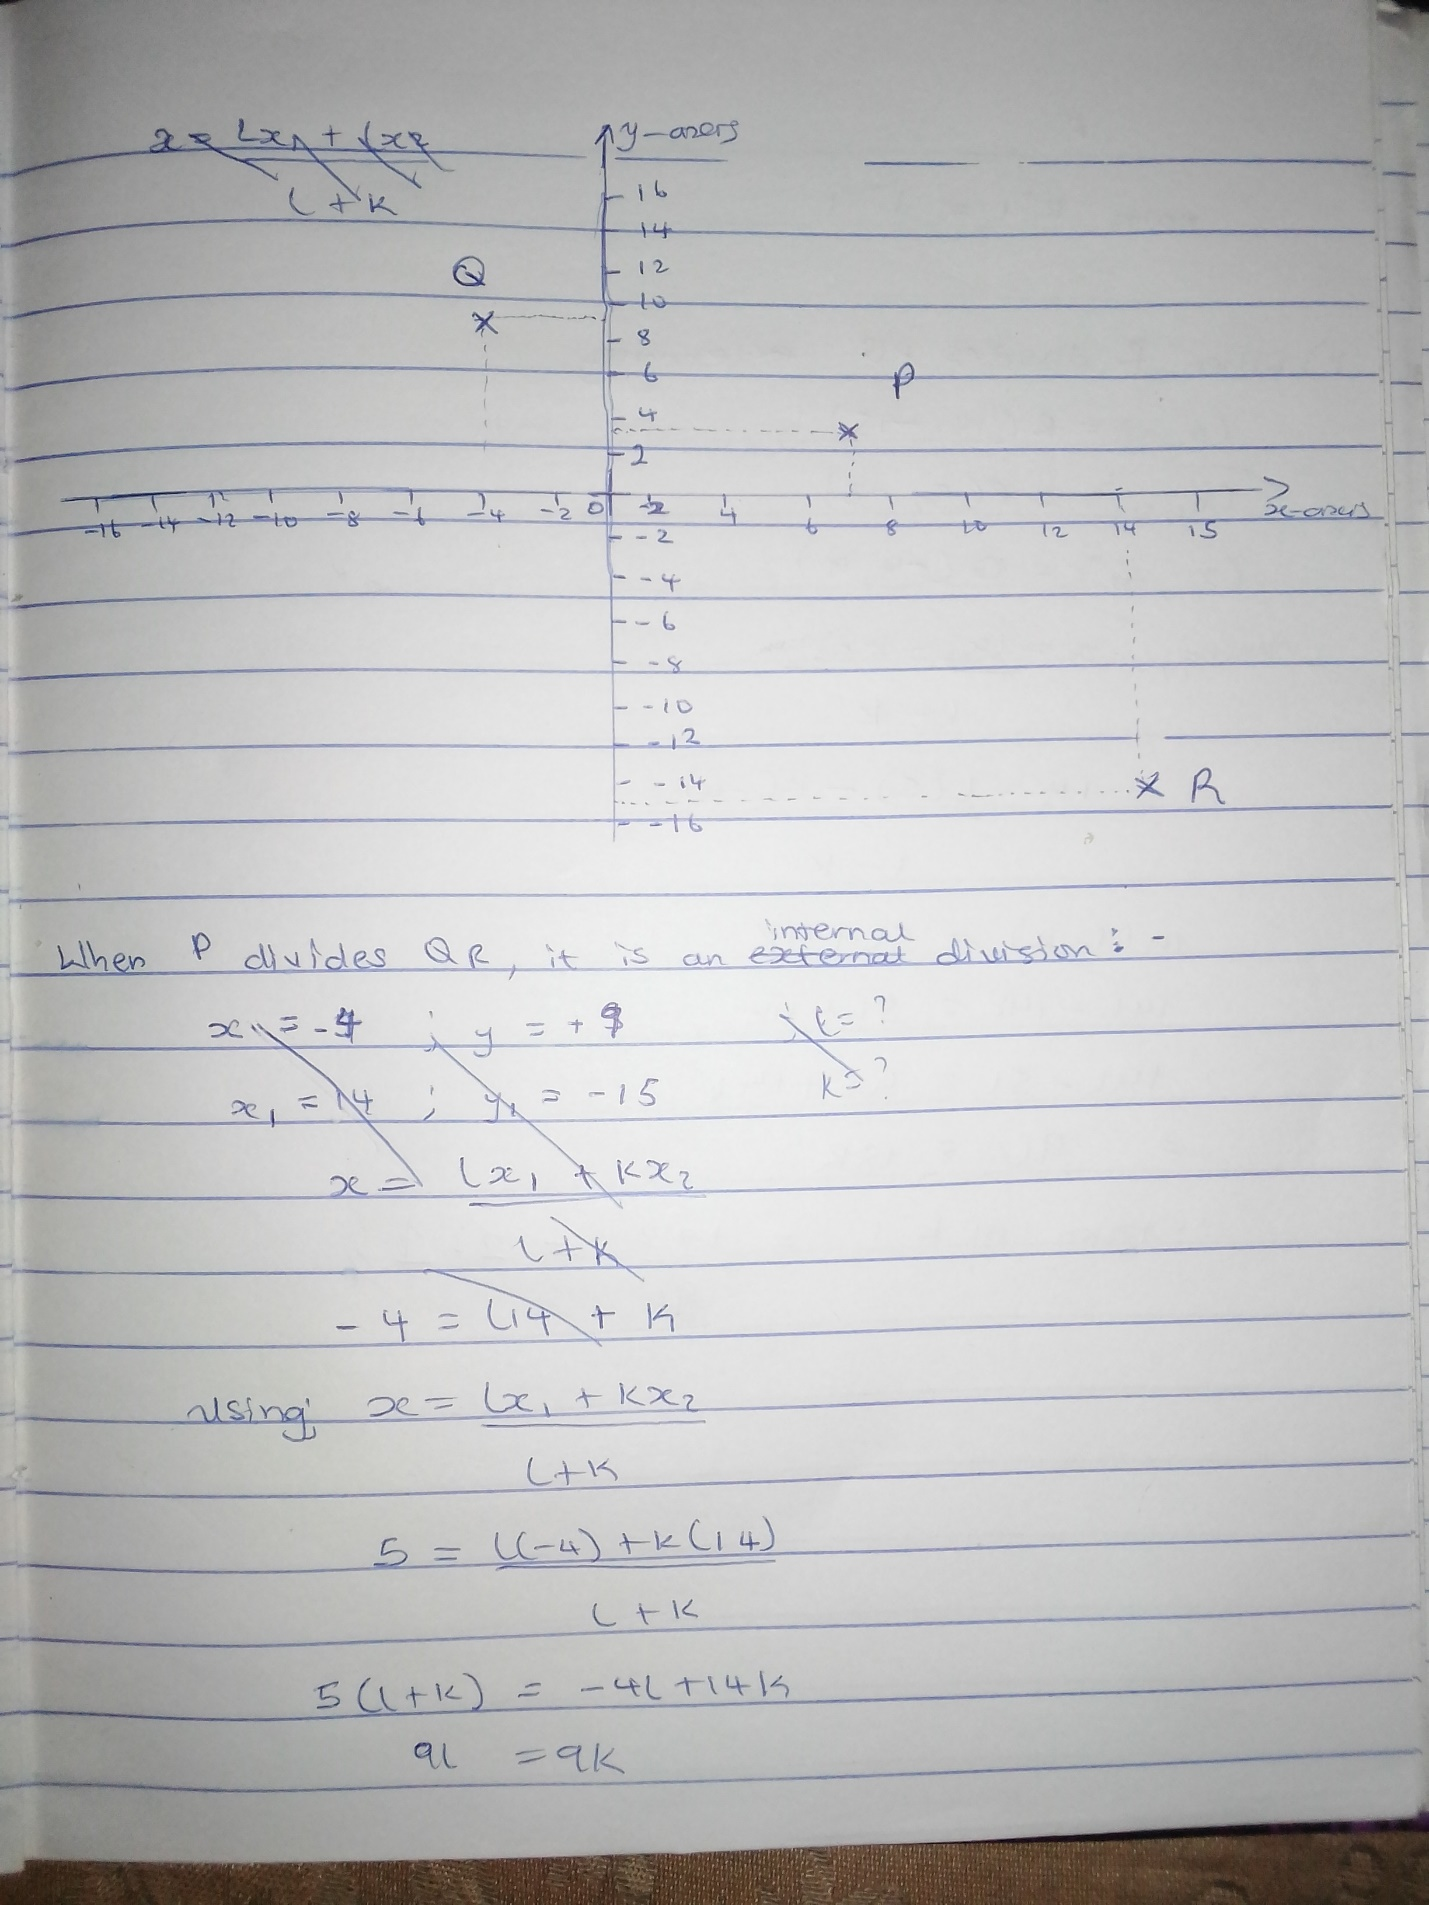 x = lx₁ + kx₂
l + k
y-axis
16
14
12
Q
10
8
6
P
4
2
-16 -14 -12 -10 -8 -6 -4 -2 0 2 4 6 8 10 12 14 15 x-axis
-2
-4
-6
-8
-10
-12
-14
R
-16
When P divides QR, it is an external internal division :-
x = -4 ; y = +9 ; l = ?
k = ?
x₁ = 14 ; y₁ = -15
x = lx₁ + kx₂
l + k
-4 = l14 + k
using; x = lx₁ + kx₂
l + k
5 = l(-4) + k(14)
l + k
5(l+k) = -4l + 14k
9l = 9k